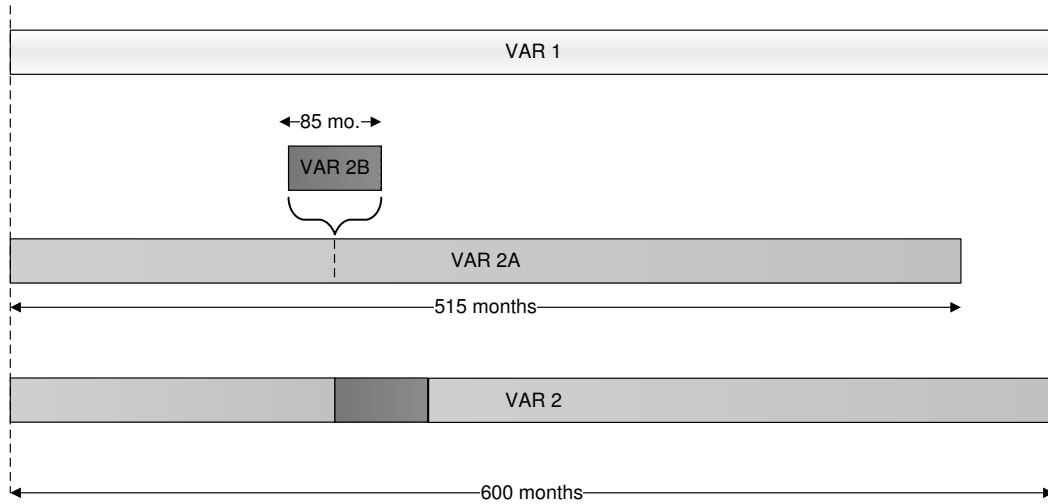 VAR 1
85 mo.
VAR 2B
VAR 2A
515 months
VAR 2
600 months